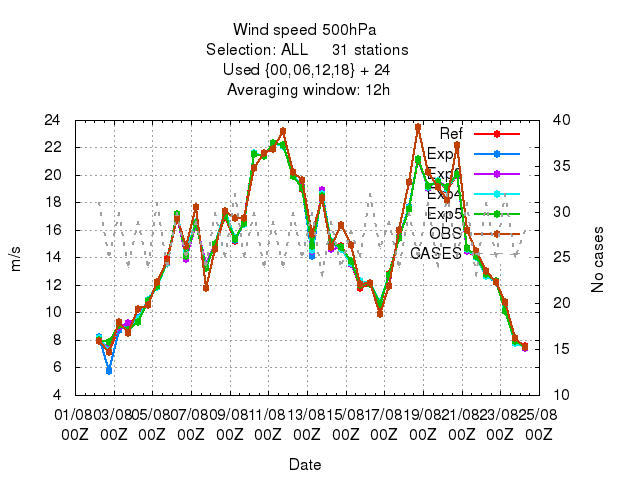 Wind speed 500hPa
Selection: ALL 31 stations
Used {00,06,12,18} + 24
Averaging window: 12h
24
22
20
18
16
14
12
10
8
6
4
40
35
30
25
20
15
10
m/s
No cases
Ref
Exp4
Exp5
OBS
CASES
01/08 03/08 05/08 07/08 09/08 11/08 13/08 15/08 17/08 19/08 21/08 23/08 25/08
00Z 00Z 00Z 00Z 00Z 00Z 00Z 00Z 00Z 00Z 00Z 00Z 00Z
Date